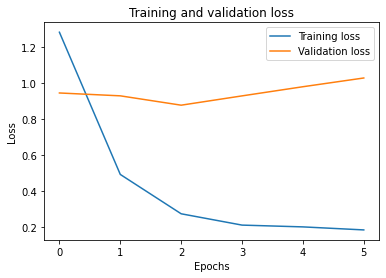 Training and validation loss
Training loss
Validation loss
Loss
1.2
1.0
0.8
0.6
0.4
0.2
0 1 2 3 4 5
Epochs